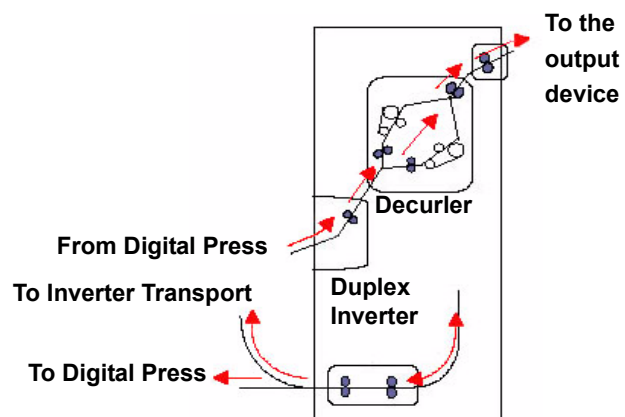 To the
output
device
Decurler
From Digital Press
To Inverter Transport
Duplex
Inverter
To Digital Press